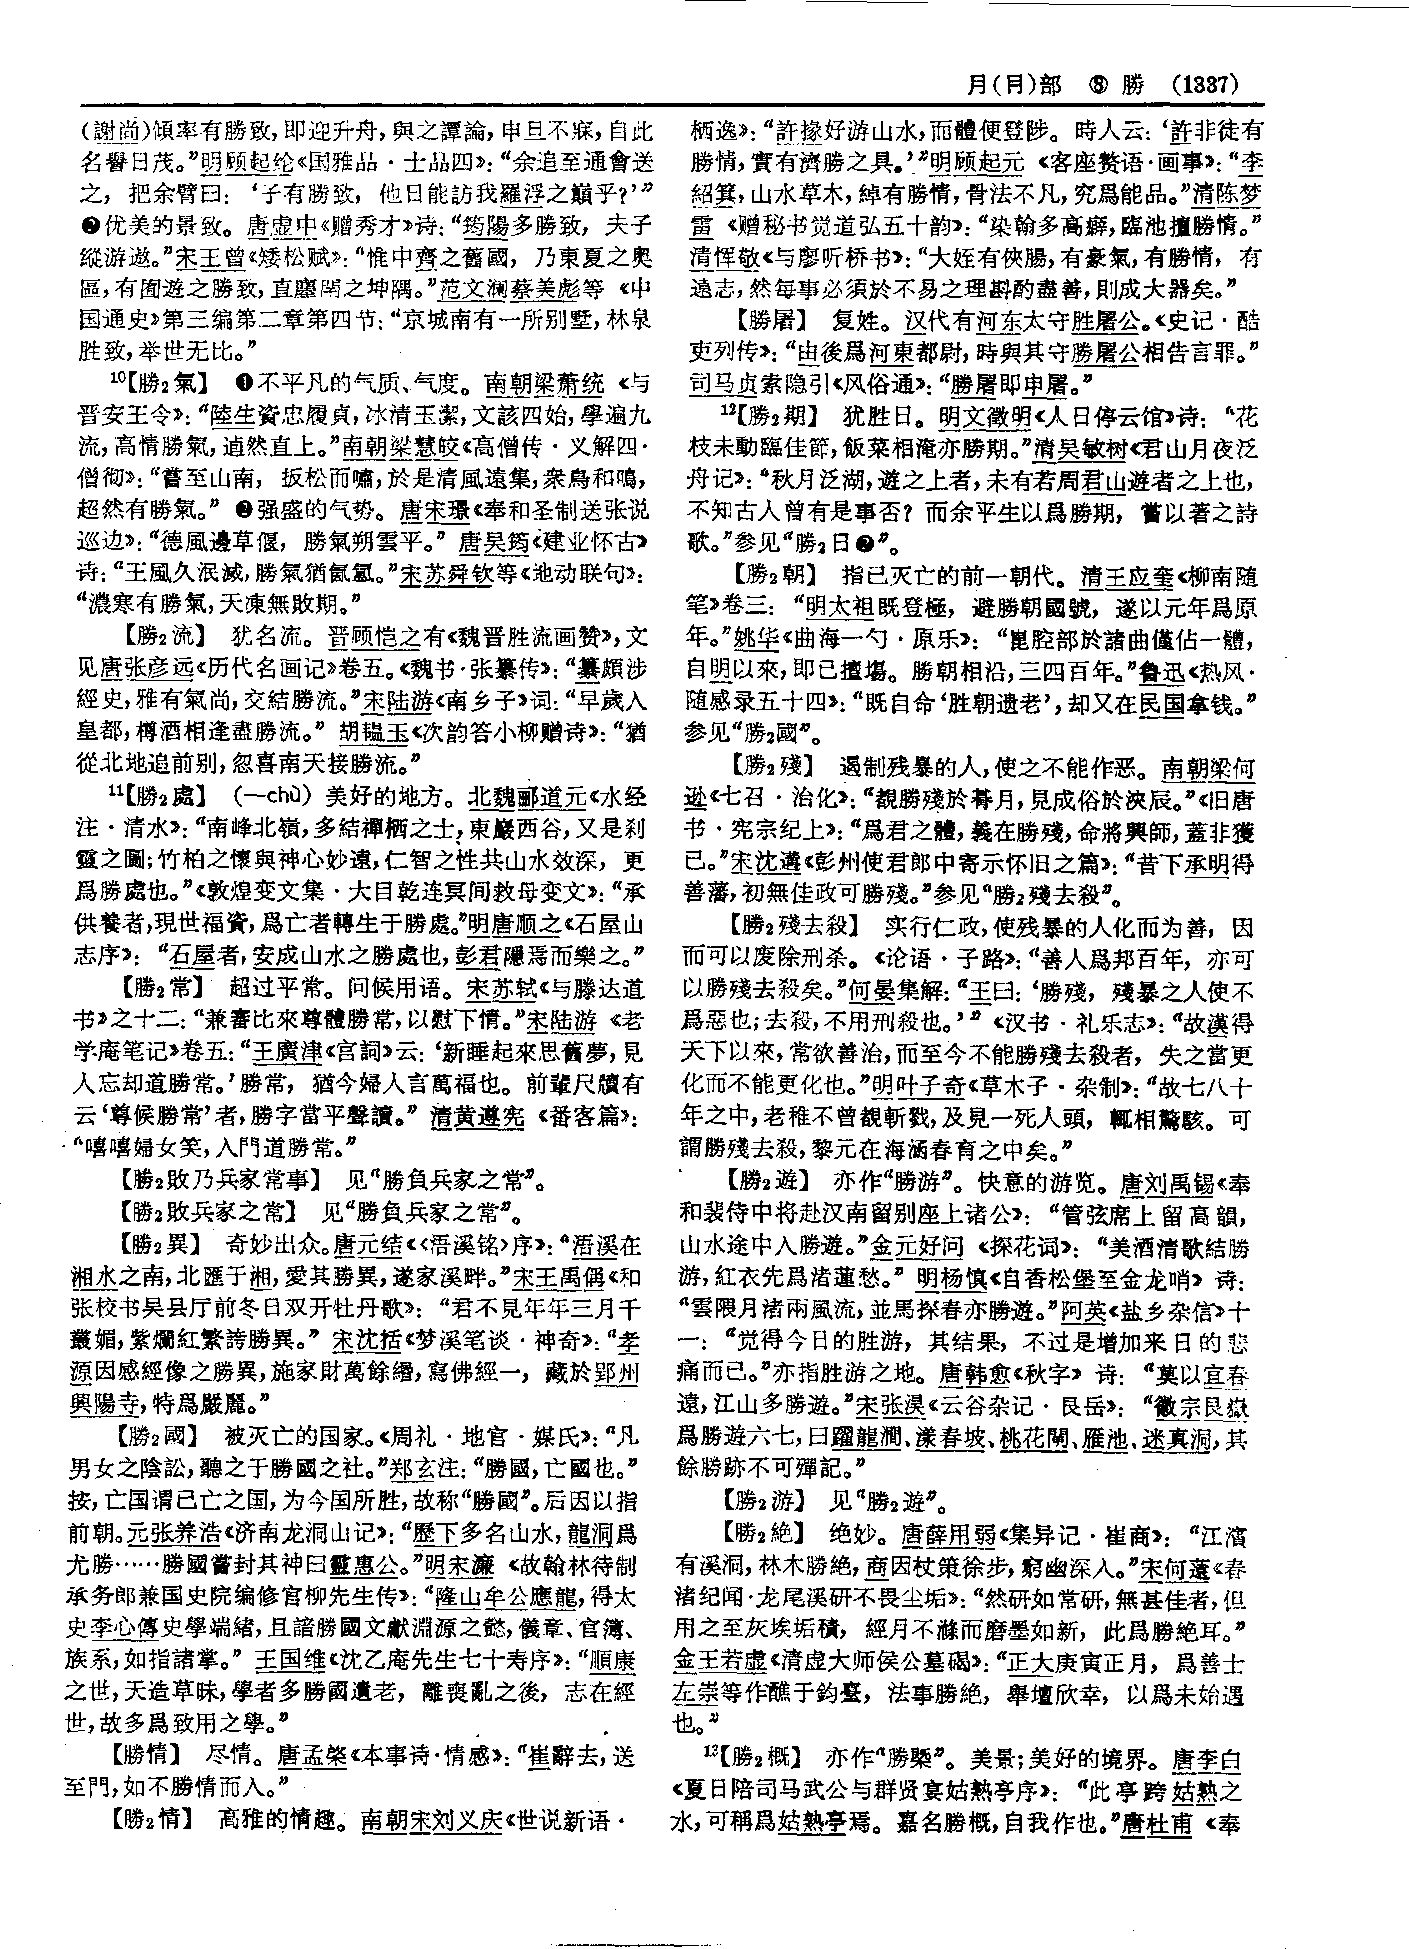 月(月)部 ⑧ 勝 (1337)
(謝尚)傾率有勝致,即迎升舟,與之譚論,申旦不寐,自此
名譽日茂。”明顾起纶《国雅品·士品四》:“余追至通會送
之, 把余臂曰: ‘子有勝致, 他日能訪我羅浮之巔乎?’”
❷优美的景致。 唐虚中《赠秀才》诗:“筠陽多勝致, 夫子
縱游遨。”宋王曾《矮松赋》:“惟中齊之舊國, 乃東夏之奥
區,有囿遊之勝致,直廛閈之坤隅。”范文澜蔡美彪等 《中
国通史》第三编第二章第四节:“京城南有一所别墅,林泉
胜致,举世无比。”
10【勝₂氣】 ❶不平凡的气质、气度。 南朝梁萧统 《与
晋安王令》:“陸生資忠履貞,冰清玉潔,文該四始,學遍九
流,高情勝氣,逈然直上。”南朝梁慧皎《高僧传·义解四·
僧彻》:“嘗至山南, 扳松而嘯,於是清風遠集,衆鳥和鳴,
超然有勝氣。” ❷强盛的气势。 唐宋璟《奉和圣制送张说
巡边》:“德風邊草偃, 勝氣朔雲平。” 唐吴筠《建业怀古》
诗:“王風久泯滅,勝氣猶氤氲。”宋苏舜钦等《地动联句》:
“濃寒有勝氣,天凍無敗期。”
【勝₂流】 犹名流。 晋顾恺之有《魏晋胜流画赞》,文
见唐张彦远《历代名画记》卷五。《魏书·张纂传》:“纂頗涉
經史,雅有氣尚,交結勝流。”宋陆游《南乡子》词:“早歲入
皇都,樽酒相逢盡勝流。” 胡韫玉《次韵答小柳赠诗》:“猶
從北地追前别,忽喜南天接勝流。”
11【勝₂處】 (—chù) 美好的地方。 北魏郦道元《水经
注·清水》:“南峰北嶺,多結禪栖之士,東巖西谷,又是刹
靈之圖;竹柏之懷與神心妙遠,仁智之性共山水效深, 更
爲勝處也。”《敦煌变文集·大目乾连冥间救母变文》:“承
供養者,現世福資,爲亡者轉生于勝處。”明唐顺之《石屋山
志序》: “石屋者,安成山水之勝處也,彭君隱焉而樂之。”
【勝₂常】 超过平常。 问候用语。 宋苏轼《与滕达道
书》之十二:“兼審比來尊體勝常,以慰下情。”宋陆游 《老
学庵笔记》卷五:“王廣津《宫詞》云: ‘新睡起來思舊夢,見
人忘却道勝常。’勝常, 猶今婦人言萬福也。 前輩尺牘有
云‘尊候勝常’者,勝字當平聲讀。” 清黄遵宪 《番客篇》:
“嘻嘻婦女笑,入門道勝常。”
【勝₂敗乃兵家常事】 见“勝負兵家之常”。
【勝₂敗兵家之常】 见“勝負兵家之常”。
【勝₂異】 奇妙出众。唐元结《〈浯溪铭〉序》:“浯溪在
湘水之南,北匯于湘,愛其勝異,遂家溪畔。”宋王禹偁《和
张校书吴县厅前冬日双开牡丹歌》: “君不見年年三月千
叢媚,紫爛紅繁誇勝異。” 宋沈括《梦溪笔谈·神奇》:“孝
源因感經像之勝異,施家財萬餘緡,寫佛經一, 藏於郢州
興陽寺,特爲嚴麗。”
【勝₂國】 被灭亡的国家。《周礼·地官·媒氏》:“凡
男女之陰訟,聽之于勝國之社。”郑玄注:“勝國,亡國也。”
按,亡国谓已亡之国,为今国所胜,故称“勝國”。后因以指
前朝。元张养浩《济南龙洞山记》:“歷下多名山水,龍洞爲
尤勝……勝國嘗封其神曰靈惠公。”明宋濂 《故翰林待制
承务郎兼国史院编修官柳先生传》:“隆山牟公應龍,得太
史李心傳史學端緒,且諳勝國文獻淵源之懿,儀章、官簿、
族系,如指諸掌。” 王国维《沈乙庵先生七十寿序》:“順康
之世,天造草昧,學者多勝國遺老, 離喪亂之後, 志在經
世,故多爲致用之學。”
【勝情】 尽情。 唐孟棨《本事诗·情感》:“崔辭去,送
至門,如不勝情而入。”
【勝₂情】 高雅的情趣。 南朝宋刘义庆《世说新语·
栖逸》:“許掾好游山水,而體便登陟。 時人云: ‘許非徒有
勝情,實有濟勝之具。’”明顾起元 《客座赘语·画事》:“李
紹箕,山水草木,綽有勝情,骨法不凡,究爲能品。”清陈梦
雷 《赠秘书觉道弘五十韵》:“染翰多高癖,臨池擅勝情。”
清恽敬《与廖听桥书》:“大姪有俠腸,有豪氣,有勝情, 有
遠志,然每事必須於不易之理斟酌盡善,則成大器矣。”
【勝屠】 复姓。 汉代有河东太守胜屠公。《史记·酷
吏列传》:“由後爲河東都尉,時與其守勝屠公相告言罪。”
司马贞索隐引《风俗通》:“勝屠即申屠。”
12【勝₂期】 犹胜日。 明文徵明《人日停云馆》诗: “花
枝未動臨佳節,飯菜相淹亦勝期。”清吴敏树《君山月夜泛
舟记》:“秋月泛湖,遊之上者,未有若周君山遊者之上也,
不知古人曾有是事否? 而余平生以爲勝期, 嘗以著之詩
歌。”参见“勝₂日❷”。
【勝₂朝】 指已灭亡的前一朝代。 清王应奎《柳南随
笔》卷三: “明太祖既登極, 避勝朝國號, 遂以元年爲原
年。”姚华《曲海一勺·原乐》: “崑腔部於諸曲僅佔一體,
自明以來,即已擅場。 勝朝相沿,三四百年。”鲁迅《热风·
随感录五十四》:“既自命‘胜朝遗老’,却又在民国拿钱。”
参见“勝₂國”。
【勝₂殘】 遏制残暴的人,使之不能作恶。 南朝梁何
逊《七召·治化》:“覩勝殘於朞月,見成俗於浹辰。”《旧唐
书·宪宗纪上》:“爲君之體,義在勝殘,命將興師,蓋非獲
已。”宋沈遘《彭州使君郎中寄示怀旧之篇》:“昔下承明得
善藩,初無佳政可勝殘。”参见“勝₂殘去殺”。
【勝₂殘去殺】 实行仁政,使残暴的人化而为善, 因
而可以废除刑杀。 《论语·子路》:“善人爲邦百年, 亦可
以勝殘去殺矣。”何晏集解:“王曰: ‘勝殘, 殘暴之人使不
爲惡也;去殺,不用刑殺也。’” 《汉书·礼乐志》:“故漢得
天下以來,常欲善治,而至今不能勝殘去殺者, 失之當更
化而不能更化也。”明叶子奇《草木子·杂制》:“故七八十
年之中,老稚不曾覩斬戮,及見一死人頭, 輒相驚駭。 可
謂勝殘去殺,黎元在海涵春育之中矣。”
【勝₂遊】 亦作“勝游”。 快意的游览。 唐刘禹锡《奉
和裴侍中将赴汉南留别座上诸公》: “管弦席上留高韻,
山水途中入勝遊。”金元好问 《探花词》: “美酒清歌結勝
游,紅衣先爲渚蓮愁。” 明杨慎《自香松堡至金龙哨》 诗:
“雲隈月渚兩風流,並馬探春亦勝遊。”阿英《盐乡杂信》十
一: “觉得今日的胜游, 其结果, 不过是增加来日的悲
痛而已。”亦指胜游之地。 唐韩愈《秋字》 诗: “莫以宜春
遠,江山多勝遊。”宋张淏《云谷杂记·艮岳》: “徽宗艮嶽
爲勝遊六七,曰躍龍澗、漾春坡、桃花閘、雁池、迷真洞,其
餘勝跡不可殫記。”
【勝₂游】 见“勝₂遊”。
【勝₂絶】 绝妙。 唐薛用弱《集异记·崔商》: “江濱
有溪洞,林木勝絶,商因杖策徐步,窮幽深入。”宋何薳《春
渚纪闻·龙尾溪研不畏尘垢》:“然研如常研,無甚佳者,但
用之至灰埃垢積, 經月不滌而磨墨如新, 此爲勝絶耳。”
金王若虚《清虚大师侯公墓碣》:“正大庚寅正月, 爲善士
左崇等作醮于鈞臺, 法事勝絶, 舉壇欣幸, 以爲未始遇
也。”
13【勝₂概】 亦作“勝槩”。 美景;美好的境界。 唐李白
《夏日陪司马武公与群贤宴姑熟亭序》: “此亭跨姑熟之
水,可稱爲姑熟亭焉。 嘉名勝概,自我作也。”唐杜甫 《奉